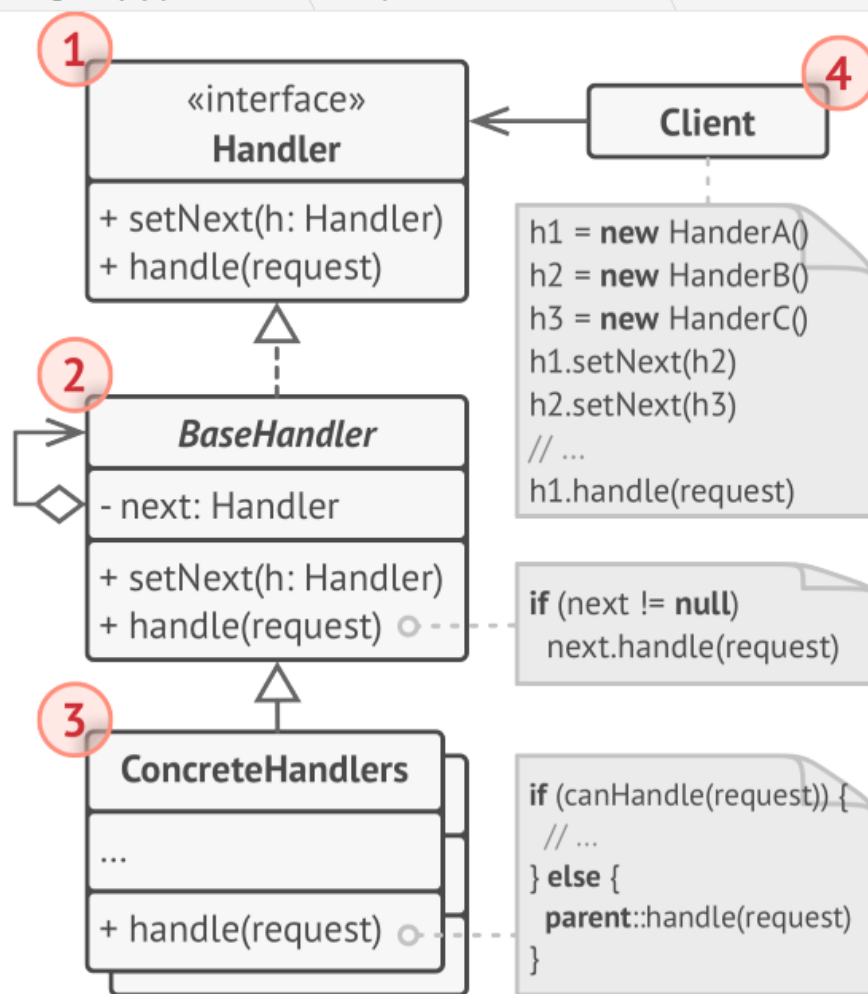 1
«interface»
Handler
+ setNext(h: Handler)
+ handle(request)
4
Client
h1 = new HanderA()
h2 = new HanderB()
h3 = new HanderC()
h1.setNext(h2)
h2.setNext(h3)
// ...
h1.handle(request)
2
BaseHandler
- next: Handler
+ setNext(h: Handler)
+ handle(request)
if (next != null)
next.handle(request)
3
ConcreteHandlers
...
+ handle(request)
if (canHandle(request)) {
// ...
} else {
parent::handle(request)
}